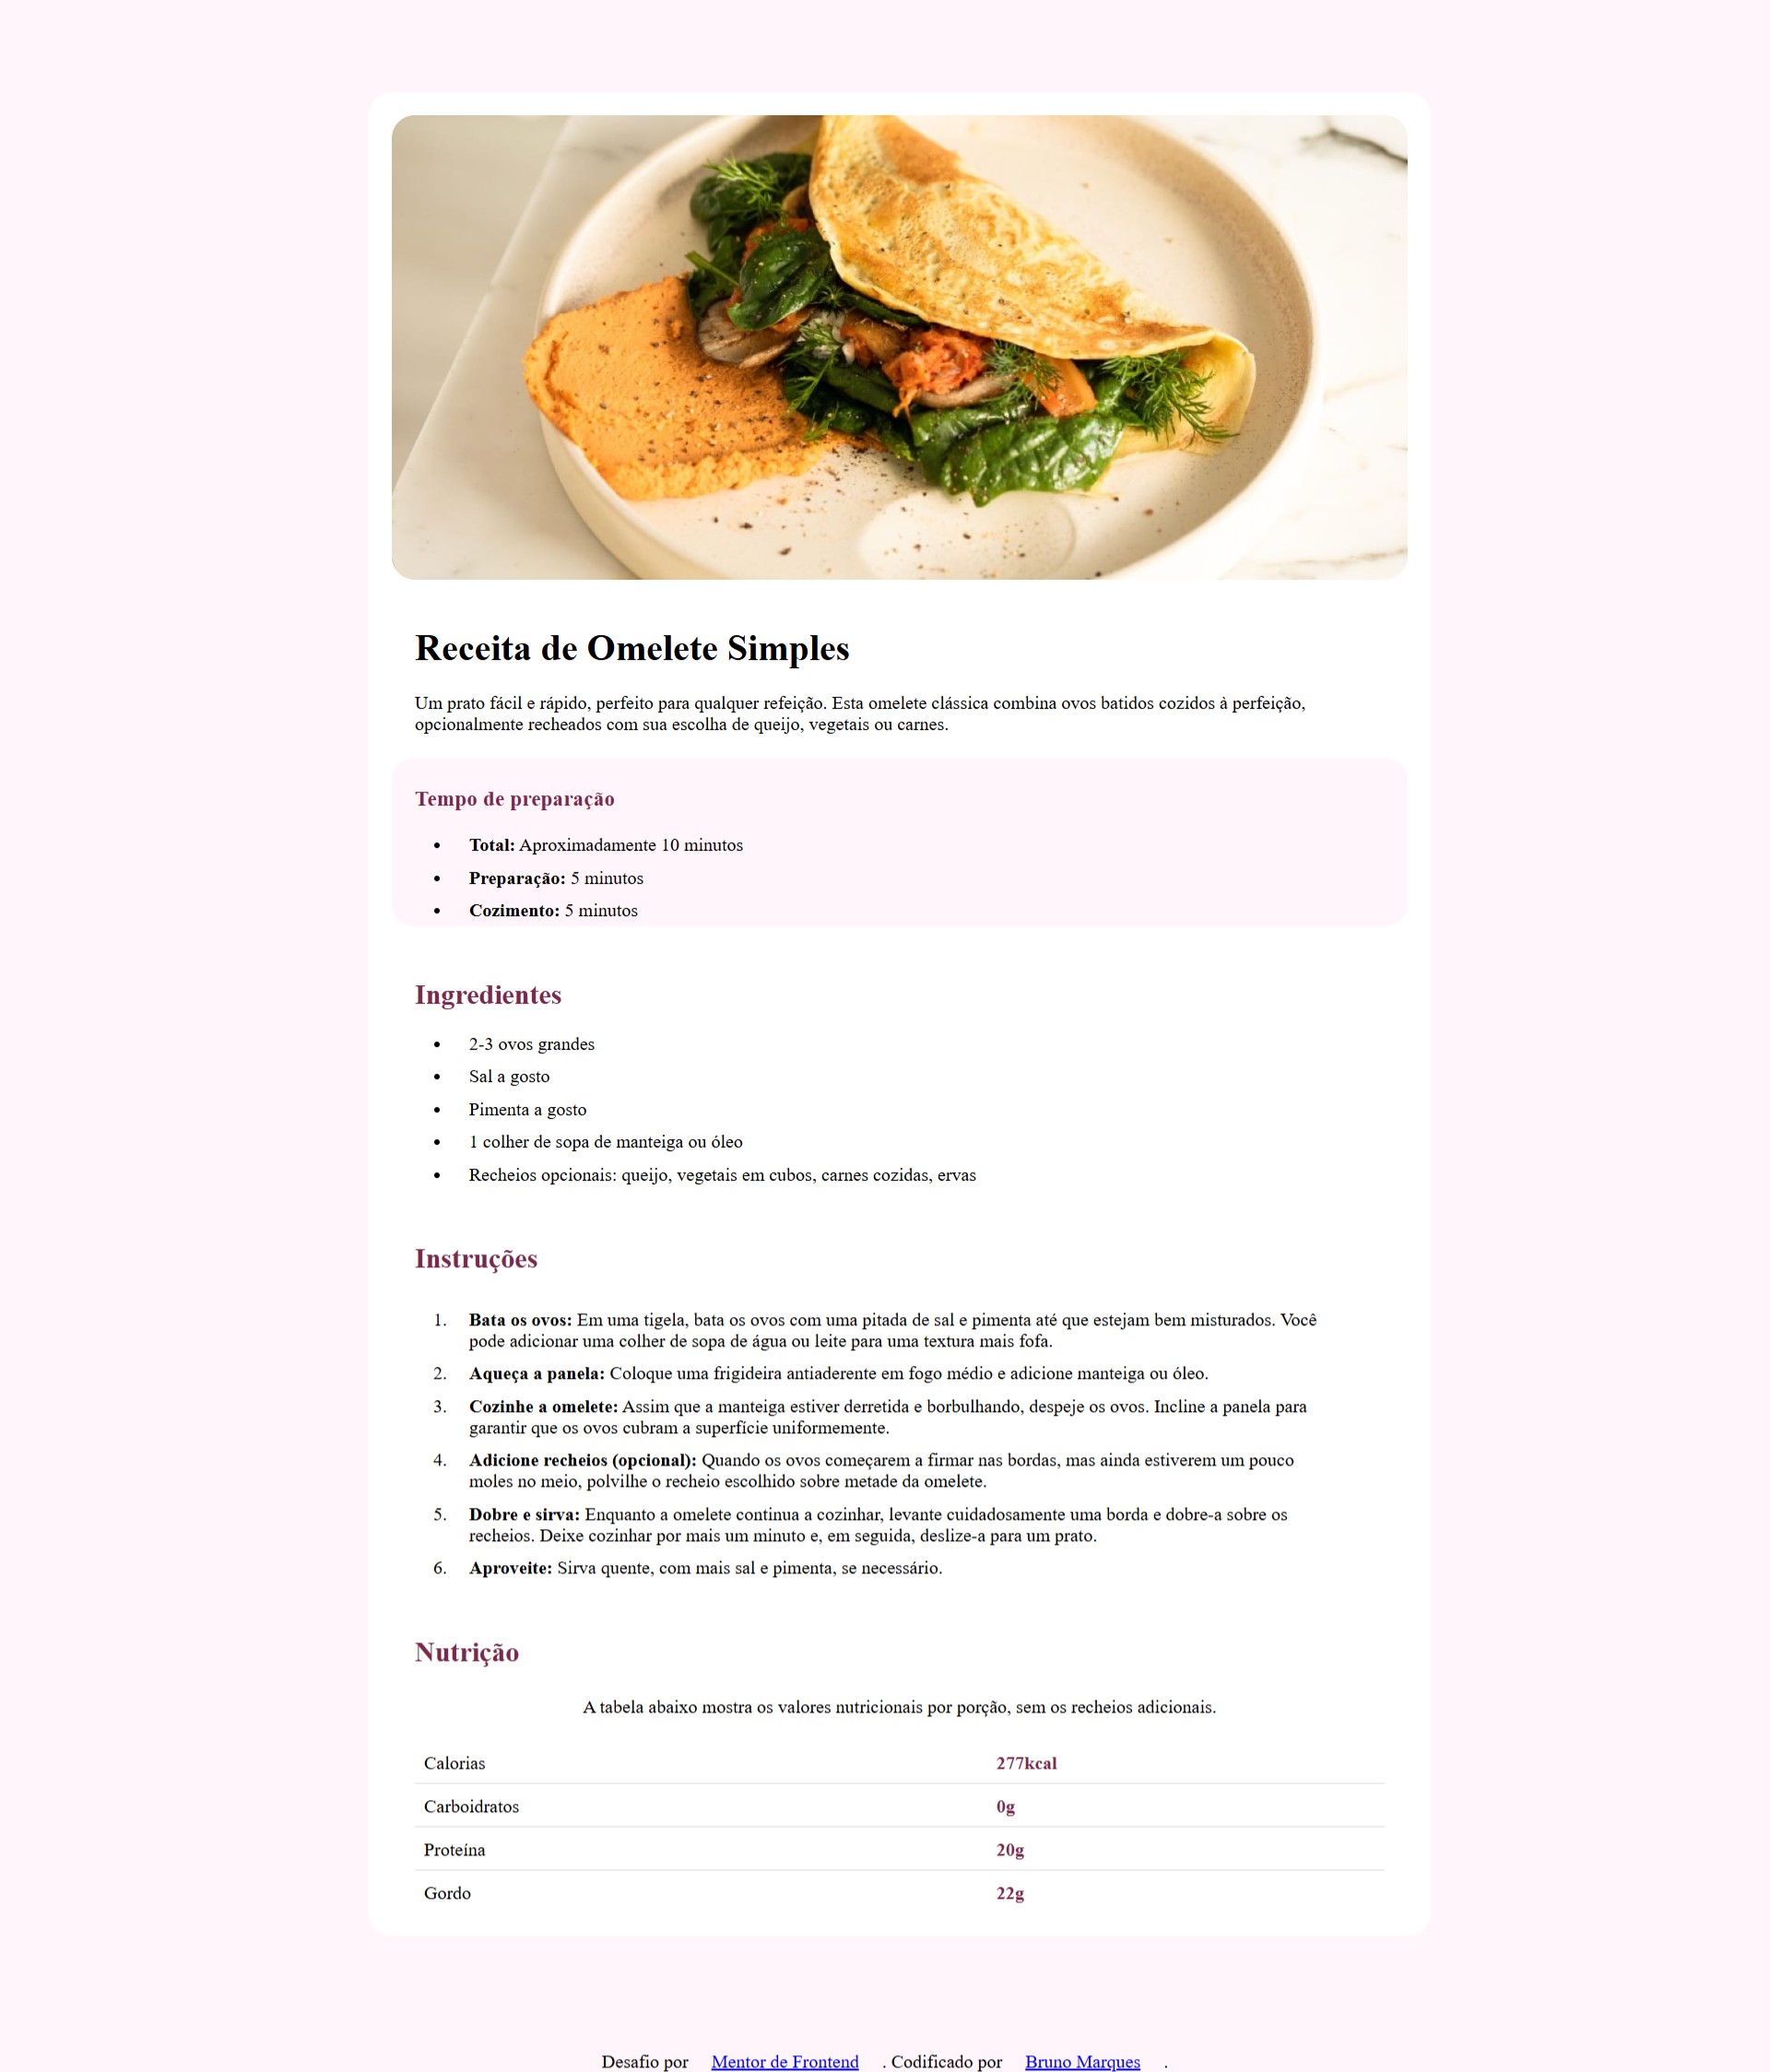 Receita de Omelete Simples
Um prato fácil e rápido, perfeito para qualquer refeição. Esta omelete clássica combina ovos batidos cozidos à perfeição,
opcionalmente recheados com sua escolha de queijo, vegetais ou carnes.
Tempo de preparação
• Total: Aproximadamente 10 minutos
• Preparação: 5 minutos
• Cozimento: 5 minutos
Ingredientes
• 2-3 ovos grandes
• Sal a gosto
• Pimenta a gosto
• 1 colher de sopa de manteiga ou óleo
• Recheios opcionais: queijo, vegetais em cubos, carnes cozidas, ervas
Instruções
1. Bata os ovos: Em uma tigela, bata os ovos com uma pitada de sal e pimenta até que estejam bem misturados. Você
pode adicionar uma colher de sopa de água ou leite para uma textura mais fofa.
2. Aqueça a panela: Coloque uma frigideira antiaderente em fogo médio e adicione manteiga ou óleo.
3. Cozinhe a omelete: Assim que a manteiga estiver derretida e borbulhando, despeje os ovos. Incline a panela para
garantir que os ovos cubram a superfície uniformemente.
4. Adicione recheios (opcional): Quando os ovos começarem a firmar nas bordas, mas ainda estiverem um pouco
moles no meio, polvilhe o recheio escolhido sobre metade da omelete.
5. Dobre e sirva: Enquanto a omelete continua a cozinhar, levante cuidadosamente uma borda e dobre-a sobre os
recheios. Deixe cozinhar por mais um minuto e, em seguida, deslize-a para um prato.
6. Aproveite: Sirva quente, com mais sal e pimenta, se necessário.
Nutrição
A tabela abaixo mostra os valores nutricionais por porção, sem os recheios adicionais.
Calorias 277kcal
Carboidratos 0g
Proteína 20g
Gordo 22g
Desafio por Mentor de Frontend . Codificado por Bruno Marques .